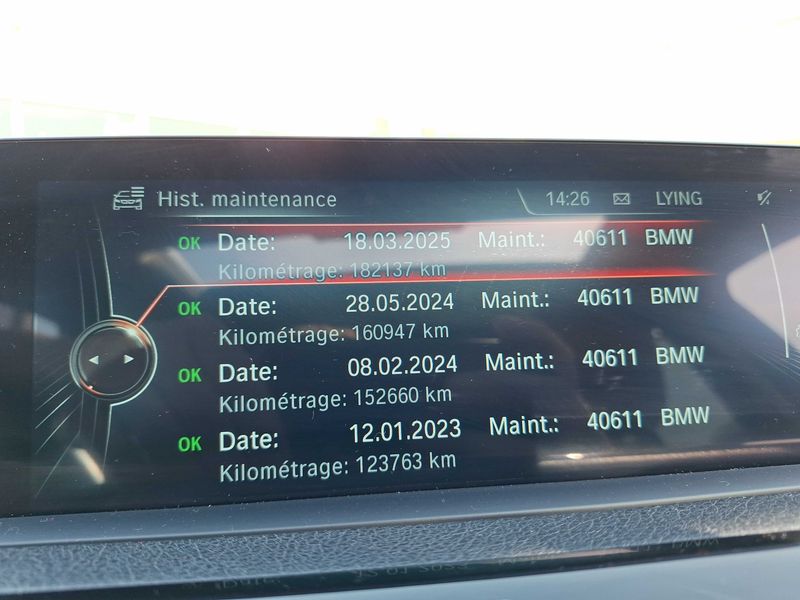 Hist. maintenance 14:26 LYING
OK Date: 18.03.2025 Maint.: 40611 BMW
Kilométrage: 182137 km
OK Date: 28.05.2024 Maint.: 40611 BMW
Kilométrage: 160947 km
OK Date: 08.02.2024 Maint.: 40611 BMW
Kilométrage: 152660 km
OK Date: 12.01.2023 Maint.: 40611 BMW
Kilométrage: 123763 km